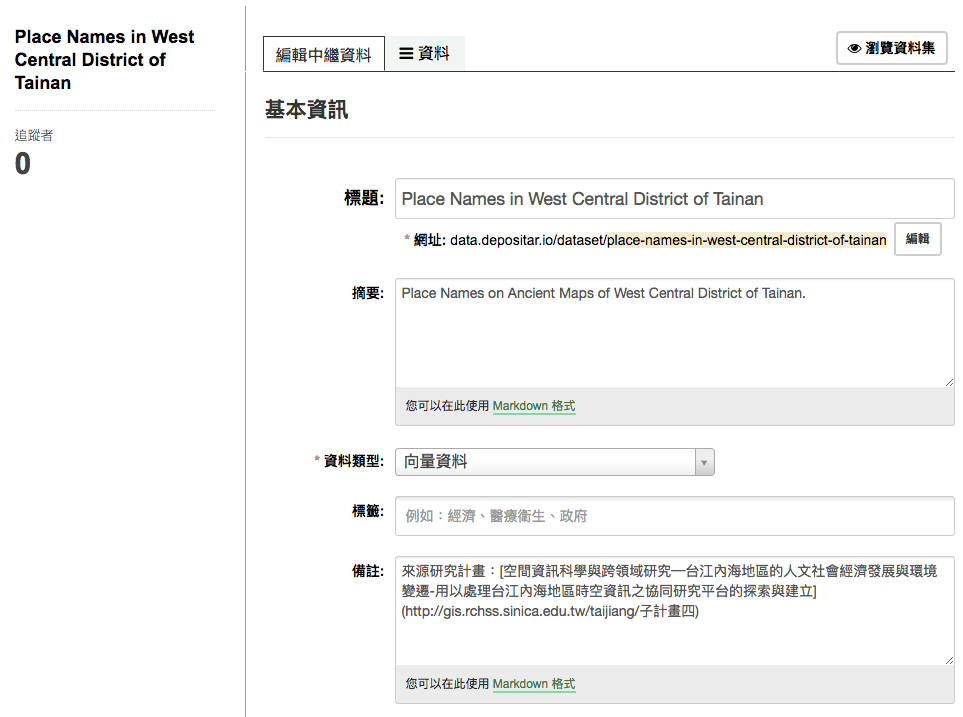 Place Names in West
Central District of
Tainan
追蹤者
0
編輯中繼資料
資料
瀏覽資料集
基本資訊
標題: Place Names in West Central District of Tainan
* 網址: data.depositar.io/dataset/place-names-in-west-central-district-of-tainan 編輯
摘要: Place Names on Ancient Maps of West Central District of Tainan.
您可以在此使用 Markdown 格式
* 資料類型: 向量資料
標籤: 例如：經濟、醫療衛生、政府
備註: 來源研究計畫：[空間資訊科學與跨領域研究—台江內海地區的人文社會經濟發展與環境
變遷-用以處理台江內海地區時空資訊之協同研究平台的探索與建立]
(http://gis.rchss.sinica.edu.tw/taijiang/子計畫四)
您可以在此使用 Markdown 格式